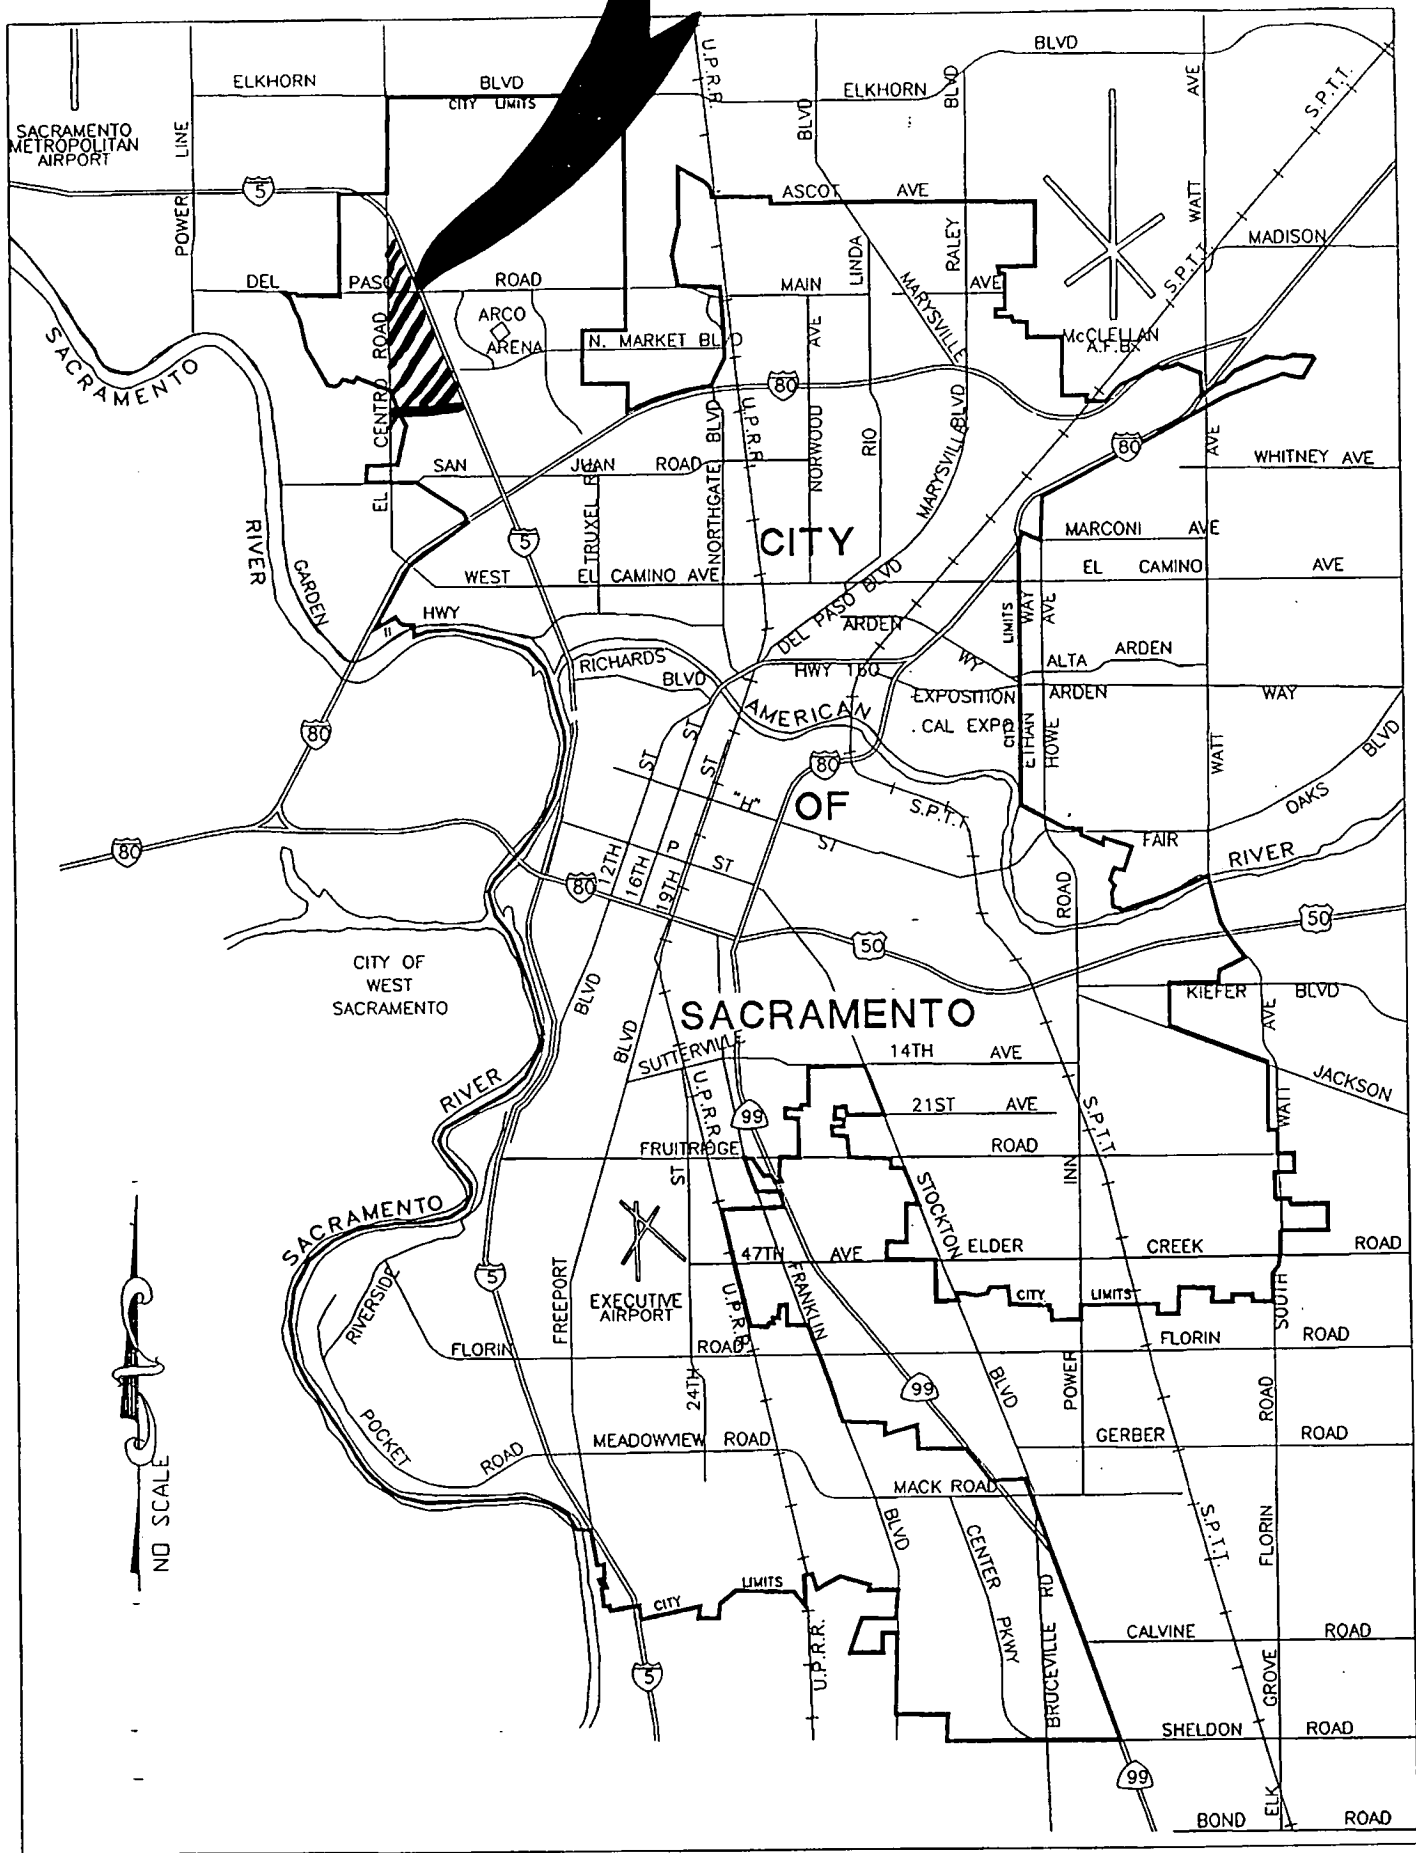 BLVD
U.P.R.R.
ELKHORN BLVD
CITY LIMITS
ELKHORN
BLVD
BLVD
AVE
S.P.T.T.
SACRAMENTO
METROPOLITAN
AIRPORT
POWER LINE
5
ASCOT AVE
LINDA
RALEY
WATT
MADISON
S.P.T.T.
DEL PASO ROAD
MAIN AVE
MARYSVILLE
ARCO
ARENA
N. MARKET BLVD
AVE
McCLELLAN
A.F.B.
SACRAMENTO
EL CENTRO ROAD
80
U.P.R.R.
NORTHGATE BLVD
NORWOOD
RIO
MARYSVILLE BLVD
BLVD
80
AVE
WHITNEY AVE
SAN JUAN ROAD
TRUXEL
RIVER
GARDEN
HWY
5
CITY
MARCONI AVE
WEST EL CAMINO AVE
EL CAMINO AVE
DEL PASO BLVD
LIMITS
WAY
AVE
ARDEN
WY
ALTA ARDEN
RICHARDS
BLVD
HWY 160
EXPOSITION
ARDEN WAY
AMERICAN
CAL EXPO
CITY
ETHAN
HOWE
WATT
BLVD
OAKS
80
ST
ST
ST
80
"H"
ST
OF
S.P.T.T
FAIR
RIVER
80
12TH
16TH
19TH
P ST
80
ROAD
50
50
CITY OF
WEST
SACRAMENTO
BLVD
BLVD
SACRAMENTO
KIEFER BLVD
AVE
SUTTERVILLE
14TH AVE
JACKSON
RIVER
U.P.R.R.
99
21ST AVE
S.P.T.T.
WATT
FRUITRIDGE
ROAD
ST
INN
STOCKTON
SACRAMENTO
47TH AVE
ELDER CREEK ROAD
5
EXECUTIVE
AIRPORT
FREEPORT
U.P.R.R.
FRANKLIN
CITY LIMITS
SOUTH
RIVERSIDE
FLORIN ROAD
FLORIN ROAD
24TH
99
BLVD
POWER
ROAD
POCKET
ROAD
MEADOWVIEW ROAD
GERBER ROAD
MACK ROAD
NO SCALE
BLVD
CENTER
PKWY
S.P.T.T.
FLORIN
CITY LIMITS
BRUCEVILLE RD
CALVINE ROAD
U.P.R.R.
5
GROVE
SHELDON ROAD
99
ELK
BOND ROAD